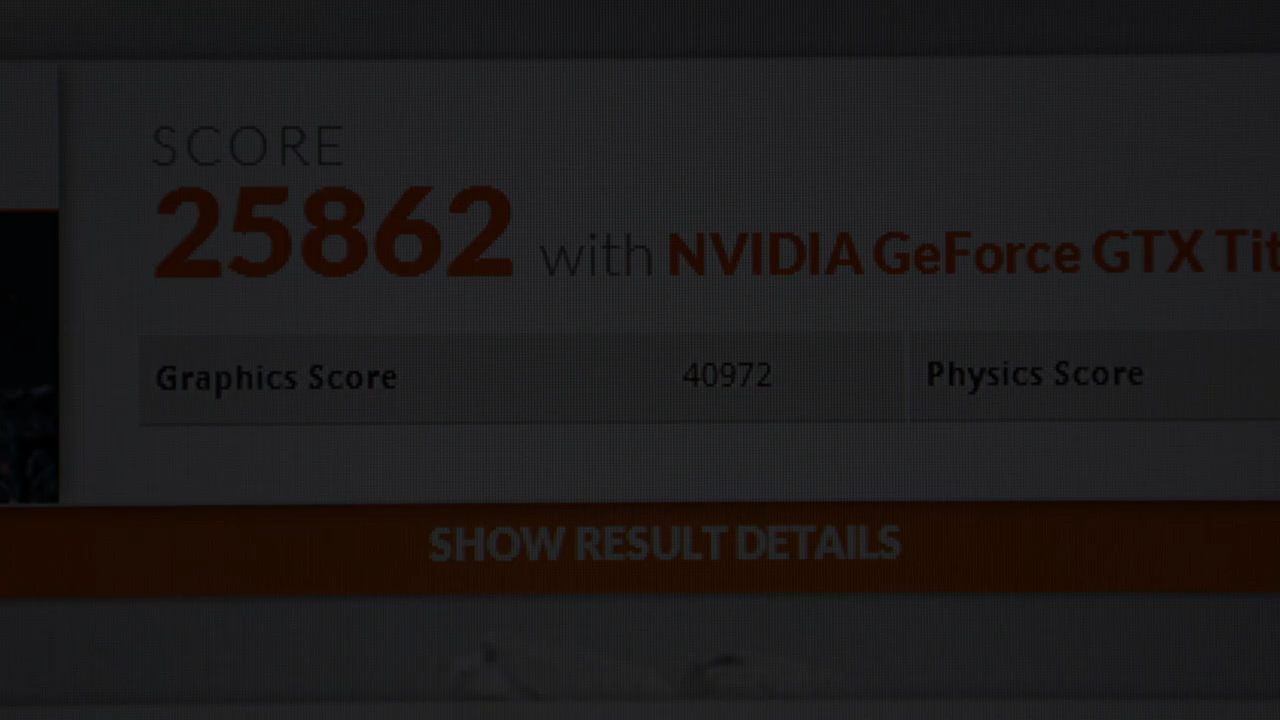 SCORE
25862 with NVIDIA GeForce GTX
Graphics Score 40972 Physics Score
SHOW RESULT DETAILS